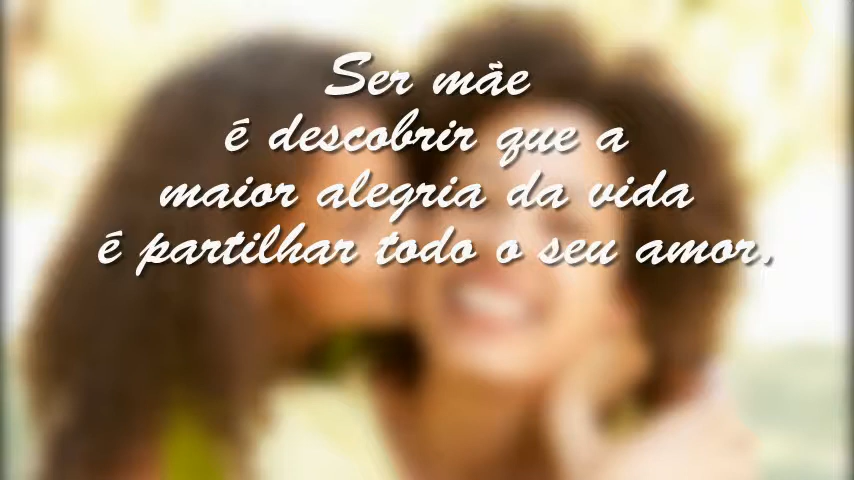 Ser mãe
é descobrir que a
maior alegria da vida
é partilhar todo o seu amor,